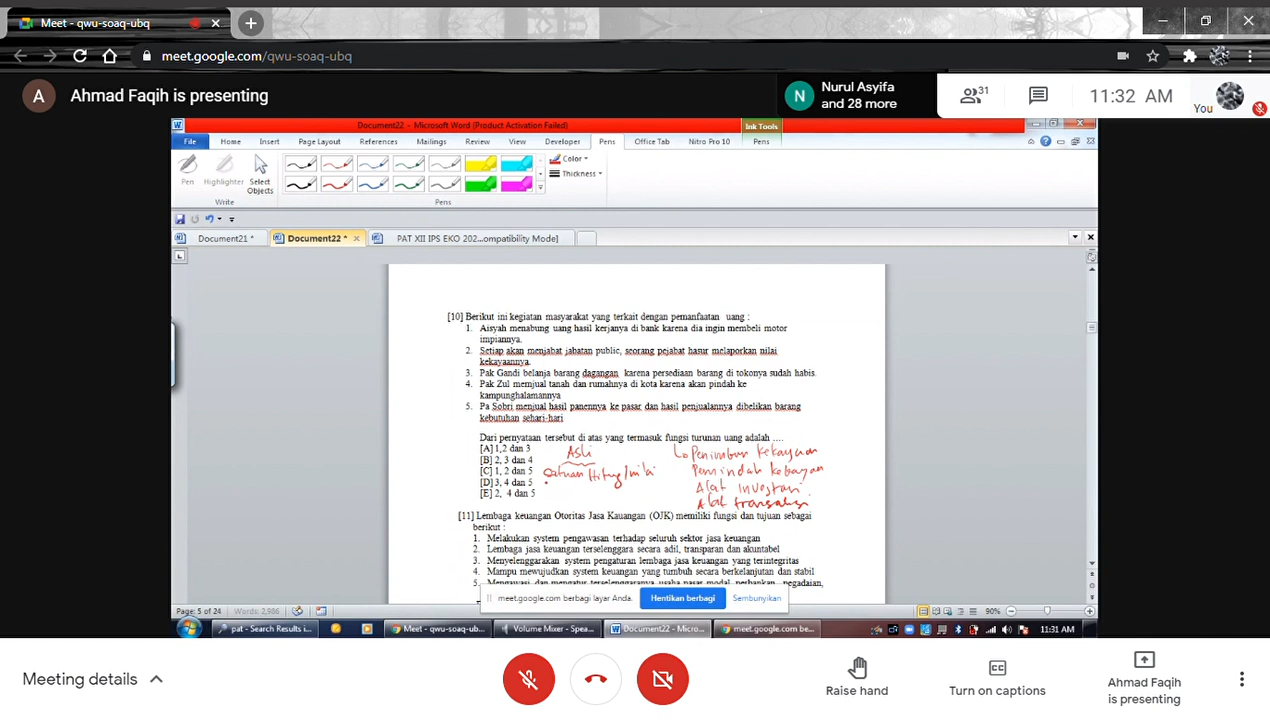 Meet - qwu-soaq-ubq
meet.google.com/qwu-soaq-ubq
A Ahmad Faqih is presenting
N Nurul Asyifa and 28 more
31
11:32 AM
You
Document22 - Microsoft Word (Product Activation Failed)
Ink Tools
File Home Insert Page Layout References Mailings Review View Developer Pens Office Tab Nitro Pro 10 Pens
Color
Thickness
Pen Highlighter Select Objects
Write Pens
Document21 * Document22 * PAT XII IPS EKO 202...ompatibility Mode]
[10] Berikut ini kegiatan masyarakat yang terkait dengan pemanfaatan uang :
1. Aisyah menabung uang hasil kerjanya di bank karena dia ingin membeli motor
impiannya.
2. Setiap akan menjabat jabatan public, seorang pejabat hasur melaporkan nilai
kekayaannya.
3. Pak Gandi belanja barang dagangan karena persediaan barang di tokonya sudah habis.
4. Pak Zul memjual tanah dan rumahnya di kota karena akan pindah ke
kampunghalamannya
5. Pa Sobri menjual hasil panennya ke pasar dan hasil penjualannya dibelikan barang
kebutuhan sehari-hari
Dari pernyataan tersebut di atas yang termasuk fungsi turunan uang adalah ....
[A] 1,2 dan 3
[B] 2, 3 dan 4
[C] 1, 2 dan 5
[D] 3, 4 dan 5
[E] 2, 4 dan 5
Asli
Satuan Hitung/nilai
Penimbun kekayaan
Pemindah kekayaan
Alat investasi
Alat transaksi
[11] Lembaga keuangan Otoritas Jasa Kauangan (OJK) memiliki fungsi dan tujuan sebagai
berikut :
1. Melakukan system pengawasan terhadap seluruh sektor jasa keuangan
2. Lembaga jasa keuangan terselenggara secara adil, transparan dan akuntabel
3. Menyelenggarakan system pengaturan lembaga jasa keuangan yang terintegritas
4. Mampu mewujudkan system keuangan yang tumbuh secara berkelanjutan dan stabil
5. Mengawasi dan mengatur terselenggaranya usaha pasar modal, perbankan, pegadaian,
meet.google.com berbagi layar Anda. Hentikan berbagi Sembunyikan
Page: 5 of 24 Words: 2,986 90%
pat - Search Results i... Meet - qwu-soaq-ub... Volume Mixer - Spea... Document22 - Micro... meet.google.com be... 11:31 AM
Meeting details
Raise hand
Turn on captions
Ahmad Faqih
is presenting